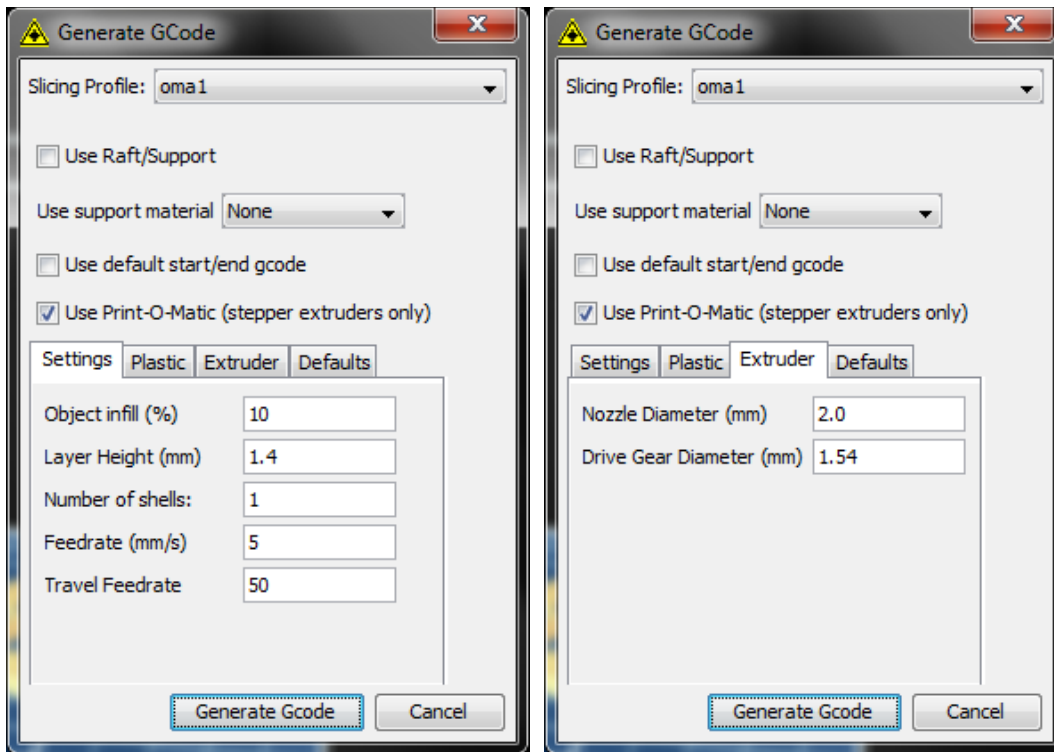 Generate GCode
Slicing Profile: oma1
Use Raft/Support
Use support material None
Use default start/end gcode
Use Print-O-Matic (stepper extruders only)
Settings Plastic Extruder Defaults
Object infill (%) 10
Layer Height (mm) 1.4
Number of shells: 1
Feedrate (mm/s) 5
Travel Feedrate 50
Generate Gcode Cancel
Generate GCode
Slicing Profile: oma1
Use Raft/Support
Use support material None
Use default start/end gcode
Use Print-O-Matic (stepper extruders only)
Settings Plastic Extruder Defaults
Nozzle Diameter (mm) 2.0
Drive Gear Diameter (mm) 1.54
Generate Gcode Cancel